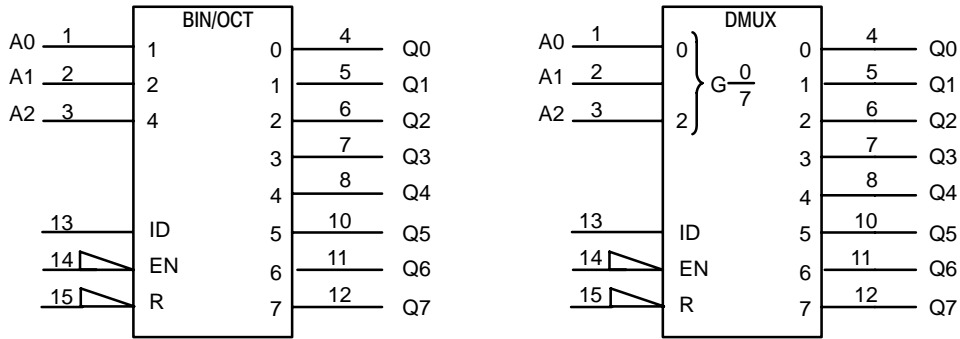 BIN/OCT
A0 1 1 0 4 Q0
A1 2 2 1 5 Q1
A2 3 4 2 6 Q2
3 7 Q3
4 8 Q4
13 ID 5 10 Q5
14 EN 6 11 Q6
15 R 7 12 Q7
DMUX
A0 1 0 0 4 Q0
A1 2 G 0/7 1 5 Q1
A2 3 2 2 6 Q2
3 7 Q3
4 8 Q4
13 ID 5 10 Q5
14 EN 6 11 Q6
15 R 7 12 Q7